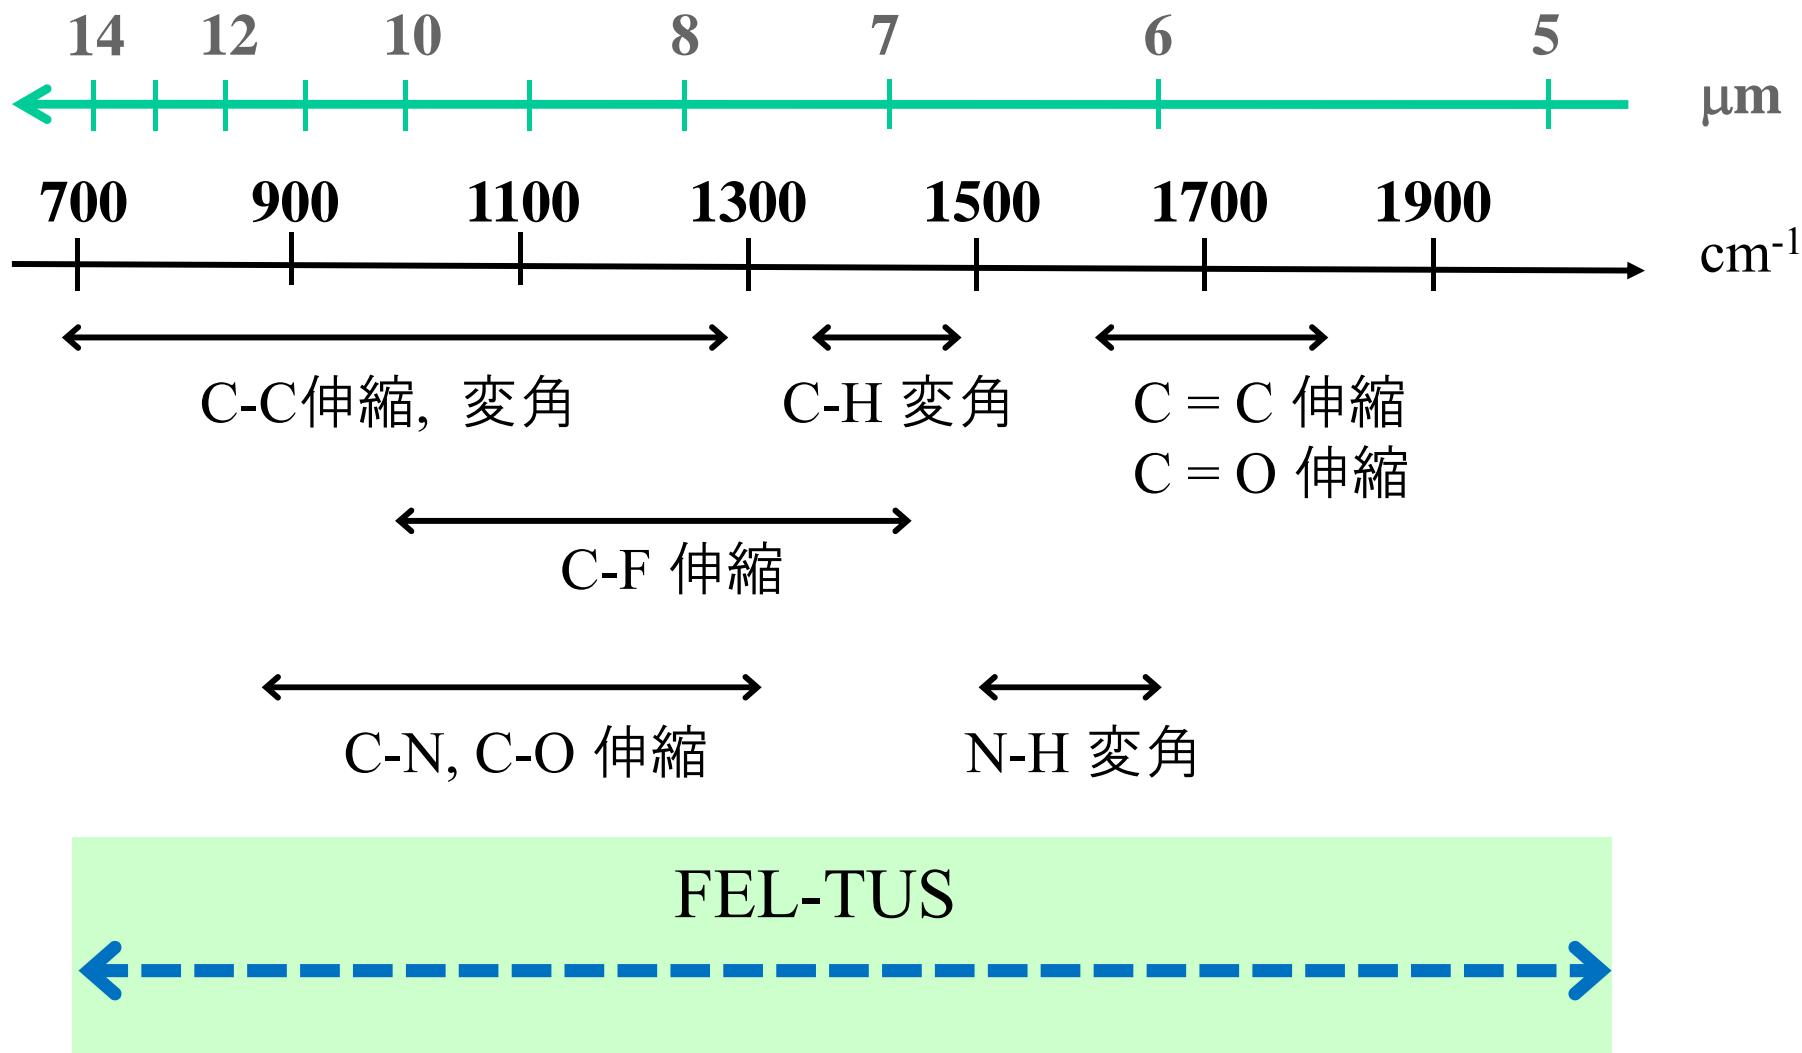 14 12 10 8 7 6 5
μm
700 900 1100 1300 1500 1700 1900
cm-1
C-C伸縮, 変角
C-H 変角
C = C 伸縮
C = O 伸縮
C-F 伸縮
C-N, C-O 伸縮
N-H 変角
FEL-TUS